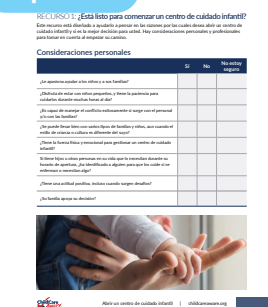 RECURSO 1: ¿Está listo para comenzar un centro de cuidado infantil?
Este recurso está diseñado a ayudarlo a pensar en las razones por las cuales desea abrir un centro de
cuidado infantil y si es la mejor decisión para usted. Hay consideraciones personales y profesionales
para tomar en cuenta al empezar su camino.
Consideraciones personales
Sí No No estoy
seguro
¿Le apasiona ayudar a los niños y a sus familias?
¿Disfruta de estar con niños pequeños, y tiene la paciencia para
cuidarlos durante muchas horas al día?
¿Es capaz de manejar el conflicto exitosamente si surge con el personal
y/o con las familias?
¿Se puede llevar bien con varios tipos de familias y niños, aun cuando el
estilo de crianza o cultura es diferente del suyo?
¿Tiene la fuerza física y emocional para gestionar un centro de cuidado
infantil?
Si tiene hijos u otras personas en su vida que lo necesitan durante su
horario de apertura, ¿ha identificado a alguien para que los cuide si se
enferman o necesitan algo?
¿Tiene una actitud positiva, incluso cuando surgen desafíos?
¿Su familia apoya su decisión?
ChildCare
Abrir un centro de cuidado infantil | childcareaware.org